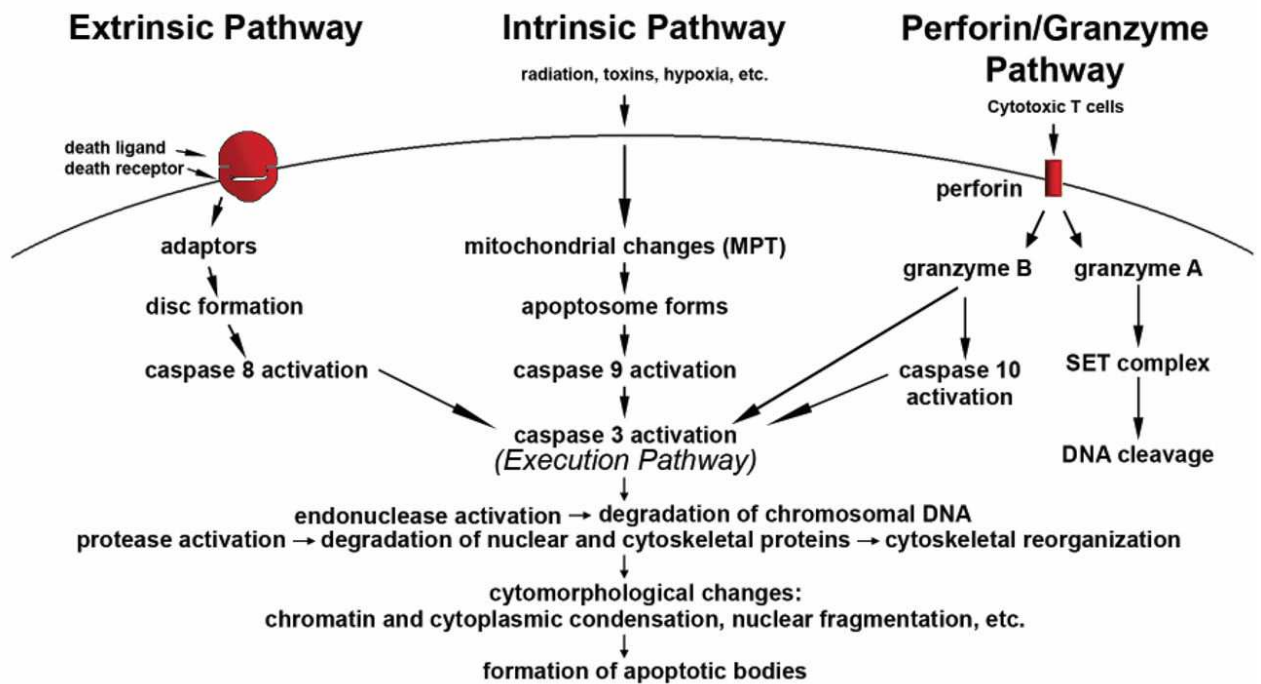 Extrinsic Pathway
Intrinsic Pathway
Perforin/Granzyme
Pathway
radiation, toxins, hypoxia, etc.
Cytotoxic T cells
death ligand
death receptor
perforin
adaptors
mitochondrial changes (MPT)
granzyme B
granzyme A
disc formation
apoptosome forms
caspase 8 activation
caspase 9 activation
caspase 10
activation
SET complex
caspase 3 activation
(Execution Pathway)
DNA cleavage
endonuclease activation → degradation of chromosomal DNA
protease activation → degradation of nuclear and cytoskeletal proteins → cytoskeletal reorganization
cytomorphological changes:
chromatin and cytoplasmic condensation, nuclear fragmentation, etc.
formation of apoptotic bodies